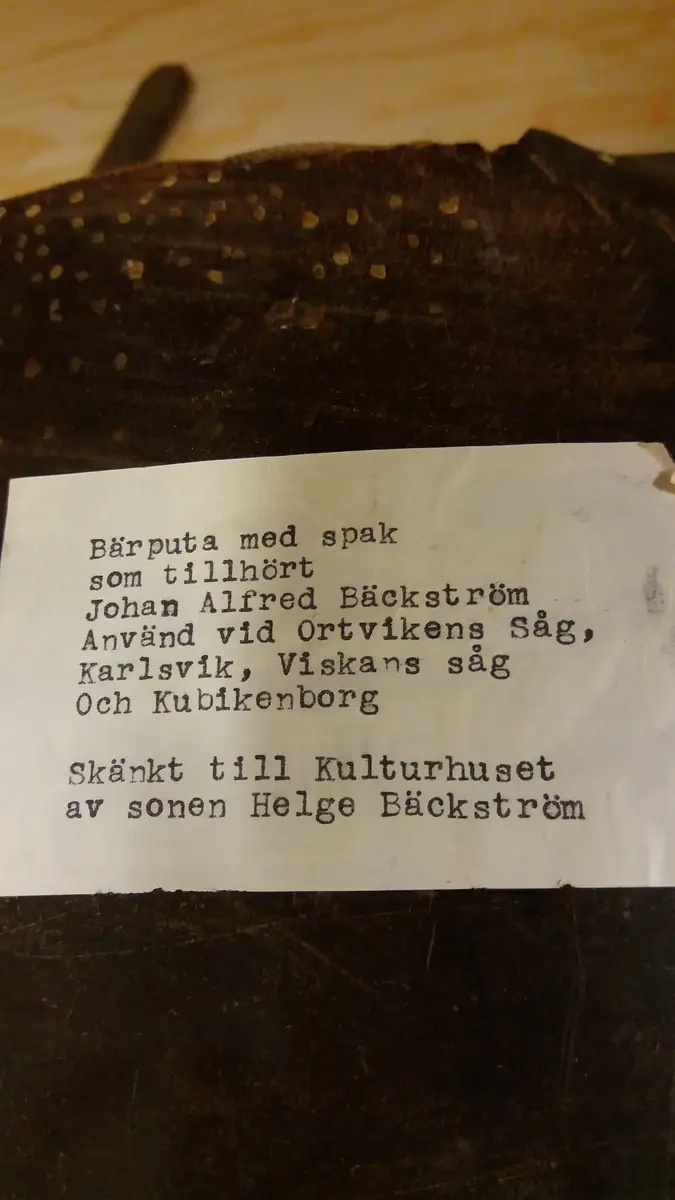 Bärputa med spak
som tillhört
Johan Alfred Bäckström
Använd vid Ortvikens Såg,
Karlsvik, Viskans såg
Och Kubikenborg
Skänkt till Kulturhuset
av sonen Helge Bäckström